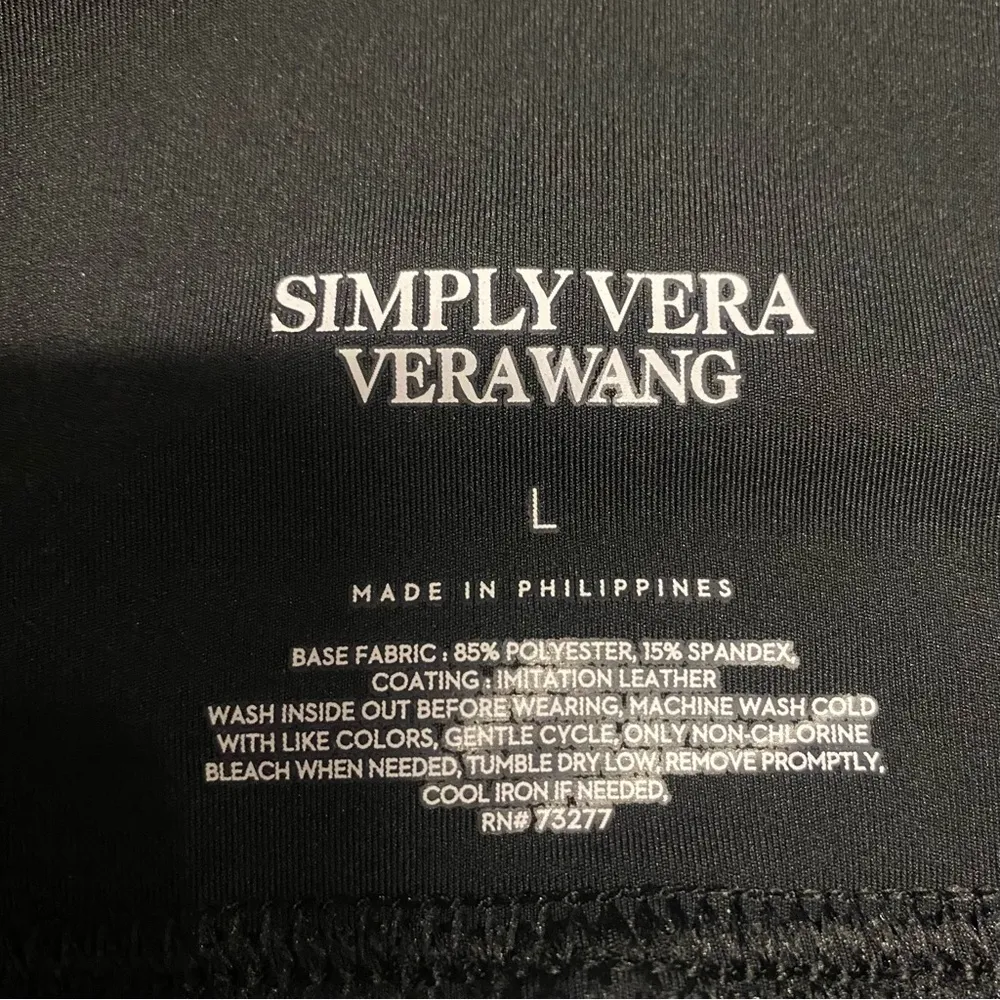 SIMPLY VERA
VERAWANG
L
MADE IN PHILIPPINES
BASE FABRIC : 85% POLYESTER, 15% SPANDEX,
COATING : IMITATION LEATHER
WASH INSIDE OUT BEFORE WEARING, MACHINE WASH COLD
WITH LIKE COLORS, GENTLE CYCLE, ONLY NON-CHLORINE
BLEACH WHEN NEEDED, TUMBLE DRY LOW, REMOVE PROMPTLY,
COOL IRON IF NEEDED,
RN# 73277